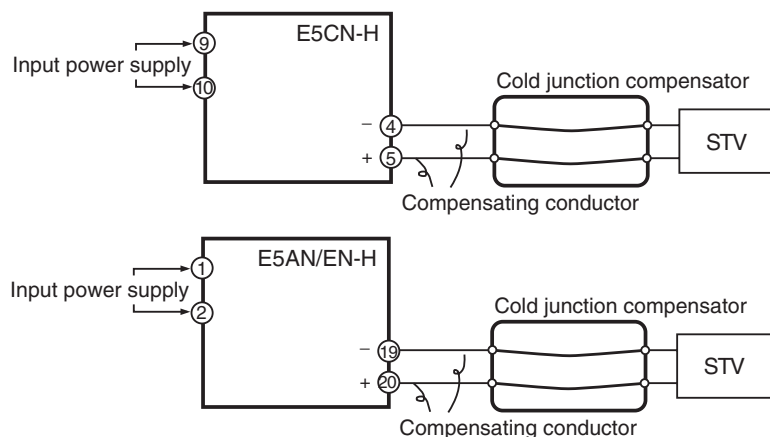 E5CN-H
9
Input power supply
10
Cold junction compensator
− 4
+ 5
STV
Compensating conductor
E5AN/EN-H
1
Input power supply
2
Cold junction compensator
− 19
+ 20
STV
Compensating conductor